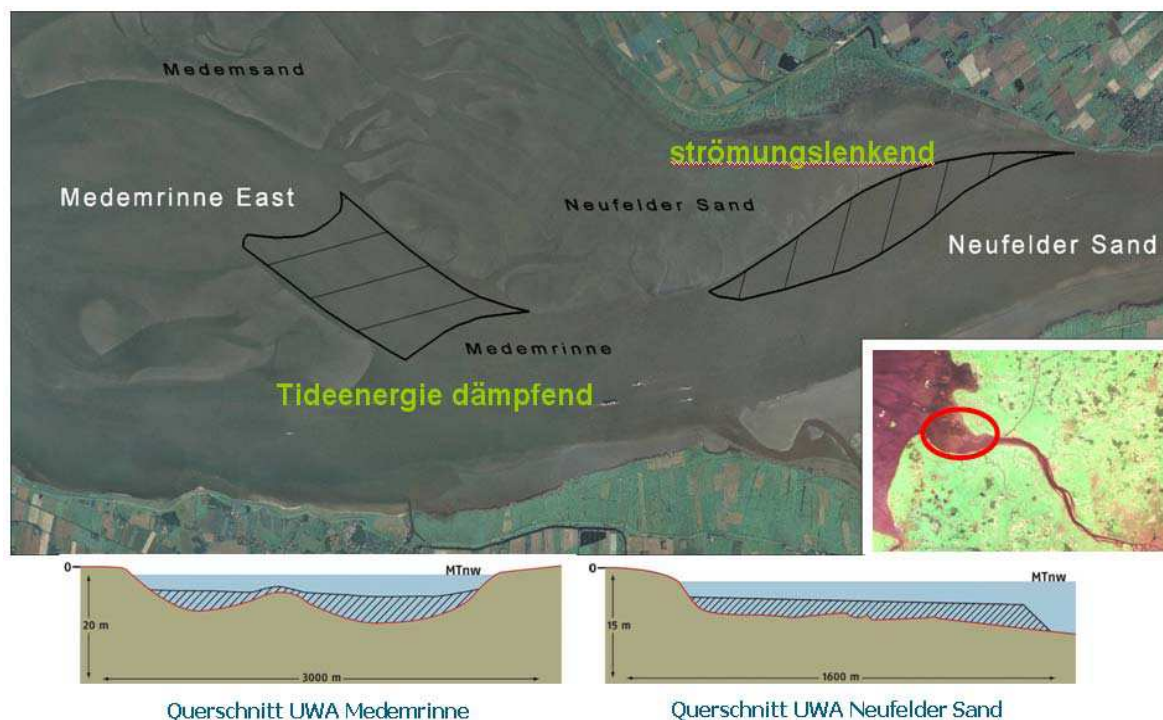 Medemsand
strömungslenkend
Medemrinne East
Neufelder Sand
Neufelder Sand
Medemrinne
Tideenergie dämpfend
0
MTnw
20 m
3000 m
0
MTnw
15 m
1600 m
Querschnitt UWA Medemrinne
Querschnitt UWA Neufelder Sand